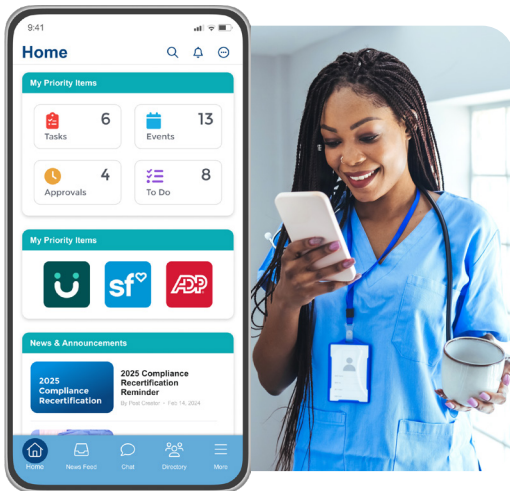 9:41
Home
My Priority Items
6
Tasks
13
Events
4
Approvals
8
To Do
My Priority Items
sf
ADP
News & Announcements
2025
Compliance
Recertification
2025 Compliance
Recertification
Reminder
By Peal Creator • Feb 14, 2024
Home
News Feed
Chat
Directory
More